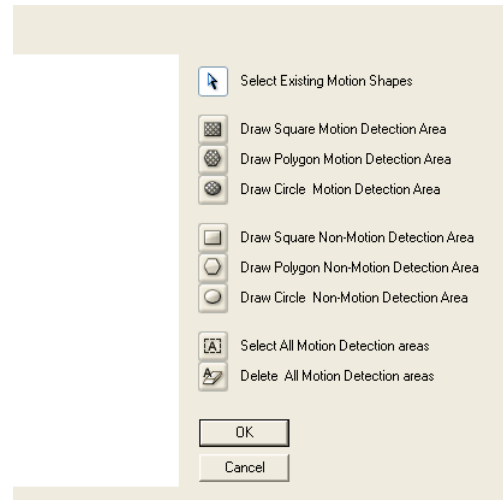 Select Existing Motion Shapes
Draw Square Motion Detection Area
Draw Polygon Motion Detection Area
Draw Circle Motion Detection Area
Draw Square Non-Motion Detection Area
Draw Polygon Non-Motion Detection Area
Draw Circle Non-Motion Detection Area
[A] Select All Motion Detection areas
A Delete All Motion Detection areas
OK
Cancel